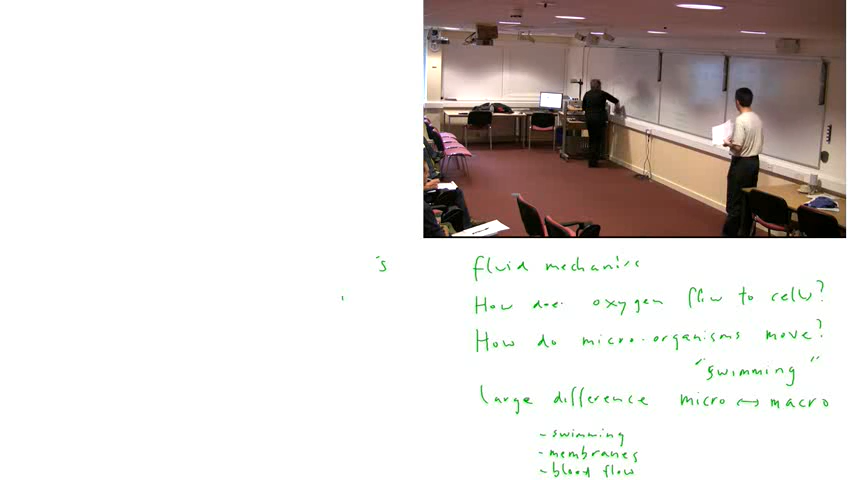 's fluid mechanics
How does oxygen flow to cells?
How do micro-organisms move?
"swimming"
large difference micro ↔ macro
- swimming
- membranes
- blood flow